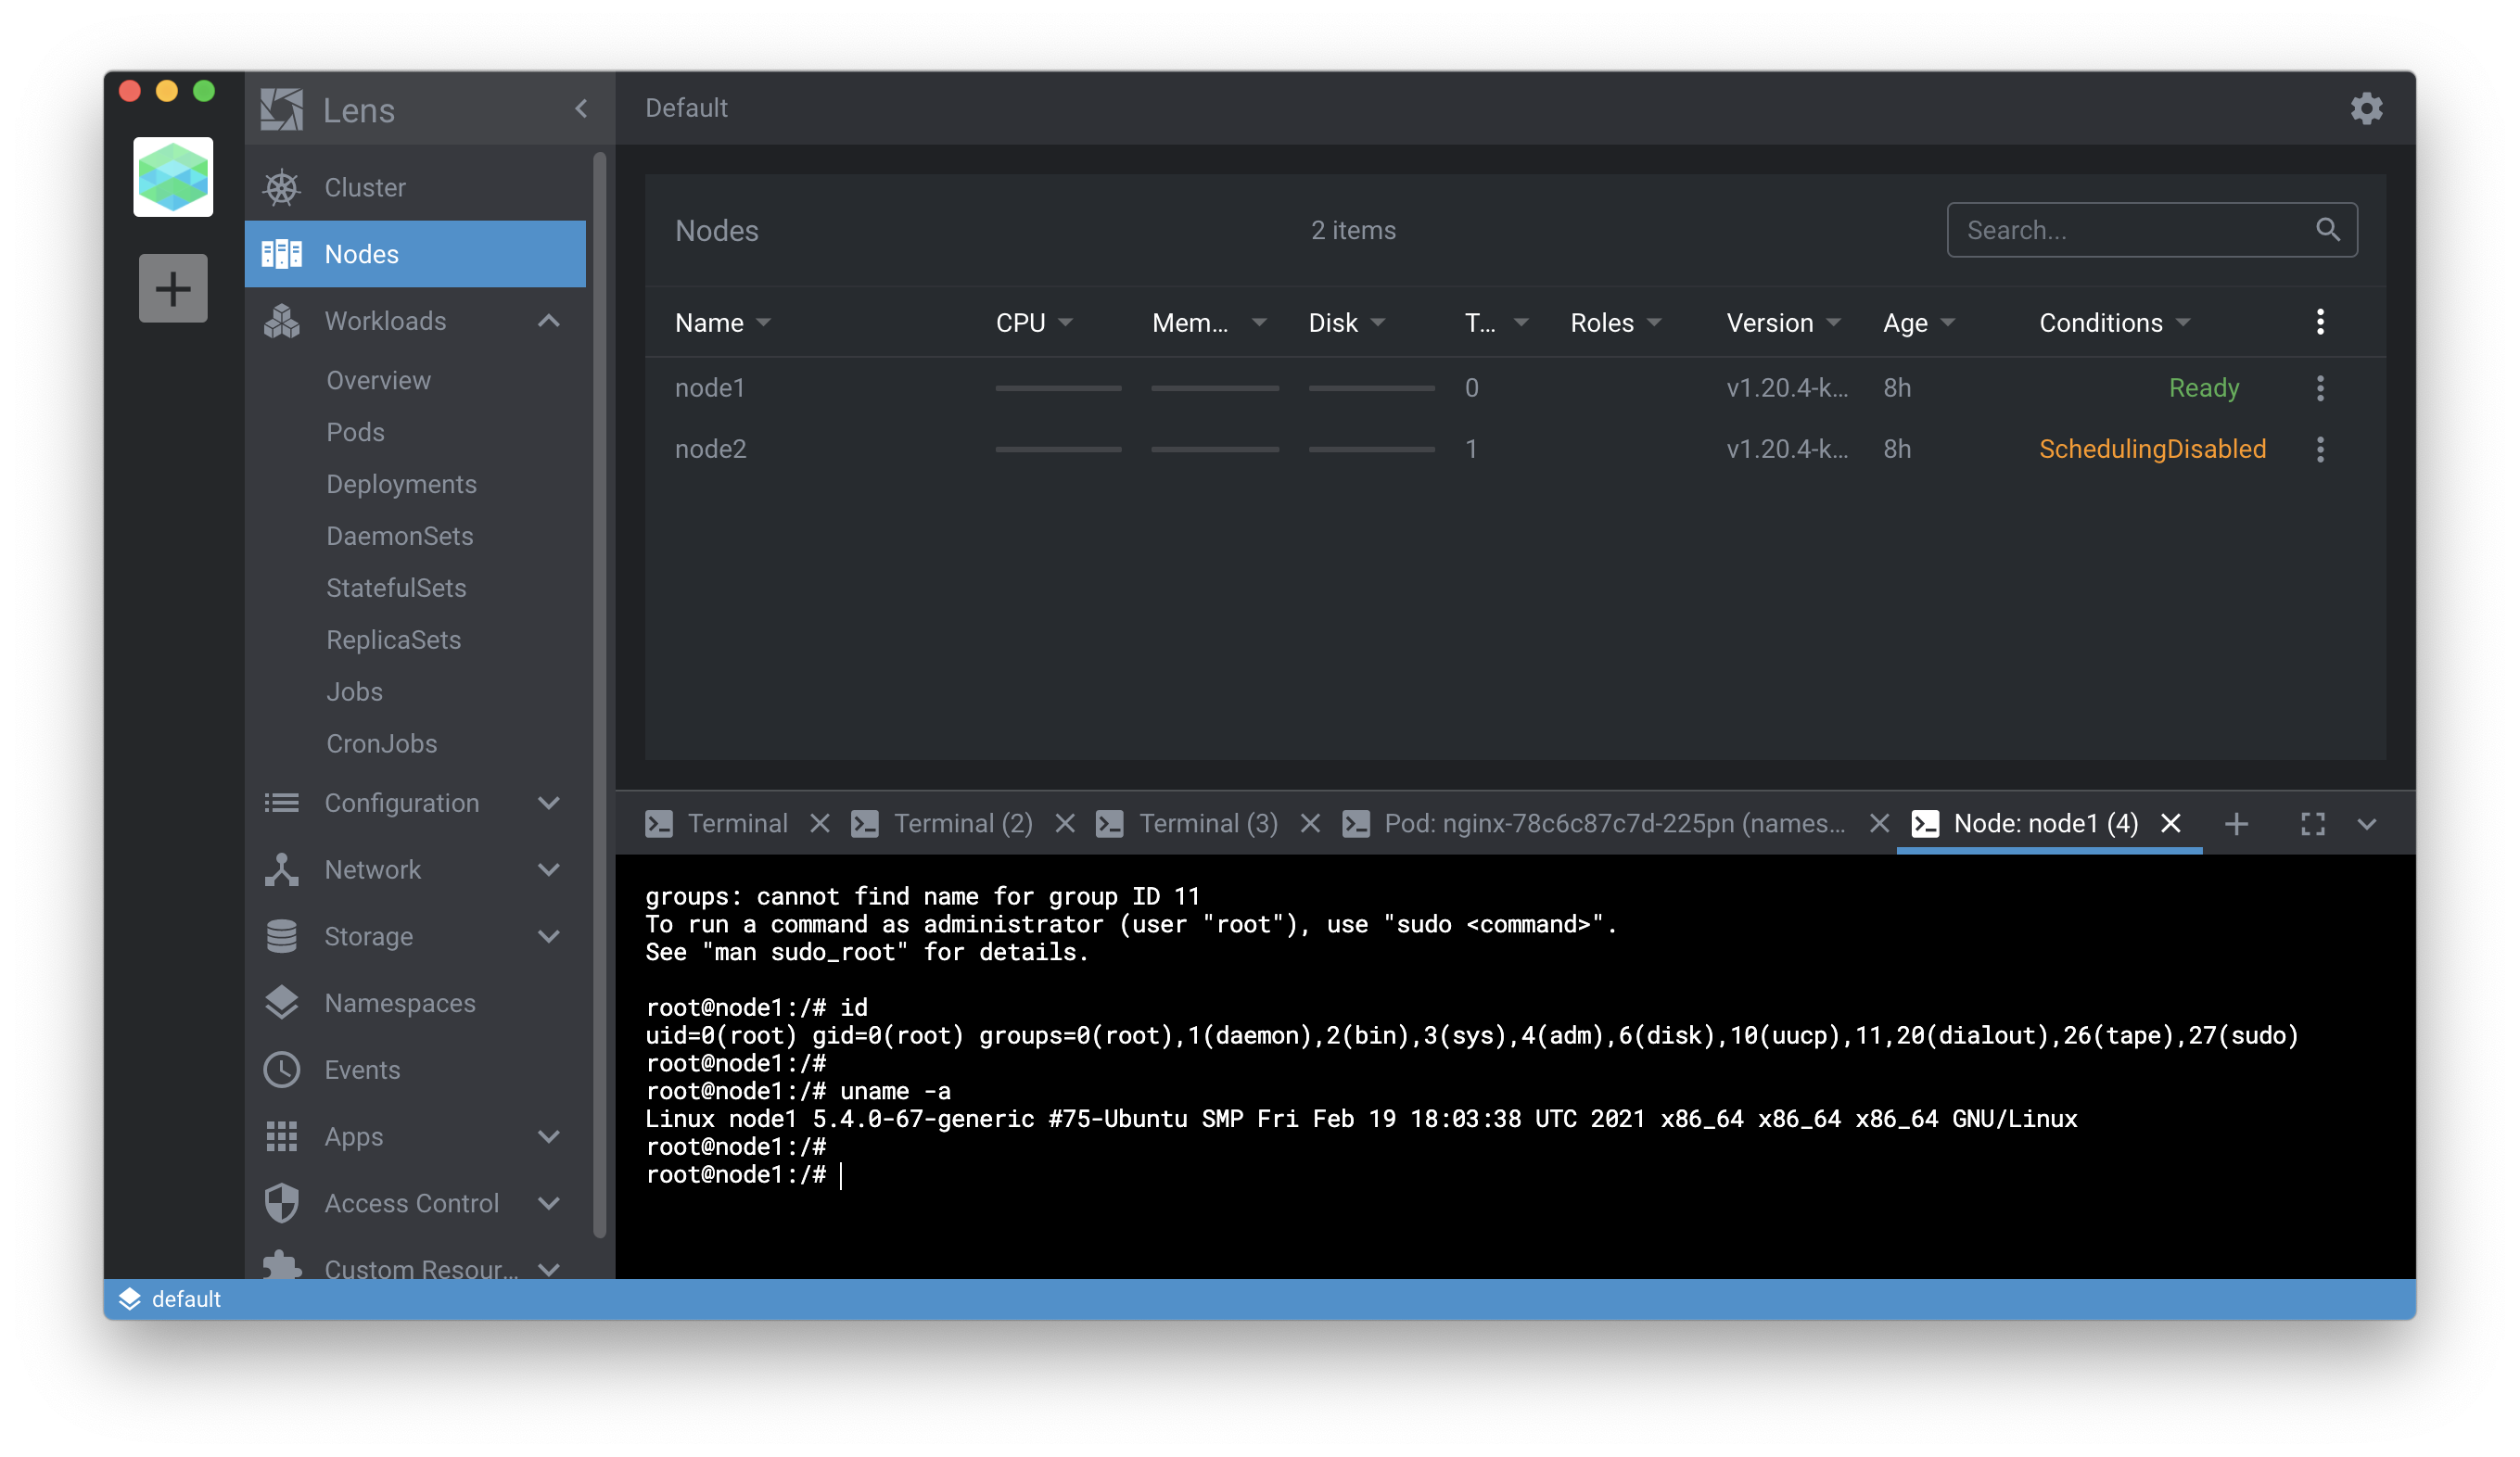 Lens
Default
Cluster
Nodes
Workloads
Overview
Pods
Deployments
DaemonSets
StatefulSets
ReplicaSets
Jobs
CronJobs
Configuration
Network
Storage
Namespaces
Events
Apps
Access Control
Custom Resour...
Nodes
2 items
Search...
Name CPU Mem... Disk T... Roles Version Age Conditions
node1 0 v1.20.4-k... 8h Ready
node2 1 v1.20.4-k... 8h SchedulingDisabled
Terminal Terminal (2) Terminal (3) Pod: nginx-78c6c87c7d-225pn (names... Node: node1 (4)
groups: cannot find name for group ID 11
To run a command as administrator (user "root"), use "sudo <command>".
See "man sudo_root" for details.
root@node1:/# id
uid=0(root) gid=0(root) groups=0(root),1(daemon),2(bin),3(sys),4(adm),6(disk),10(uucp),11,20(dialout),26(tape),27(sudo)
root@node1:/#
root@node1:/# uname -a
Linux node1 5.4.0-67-generic #75-Ubuntu SMP Fri Feb 19 18:03:38 UTC 2021 x86_64 x86_64 x86_64 GNU/Linux
root@node1:/#
root@node1:/#
default